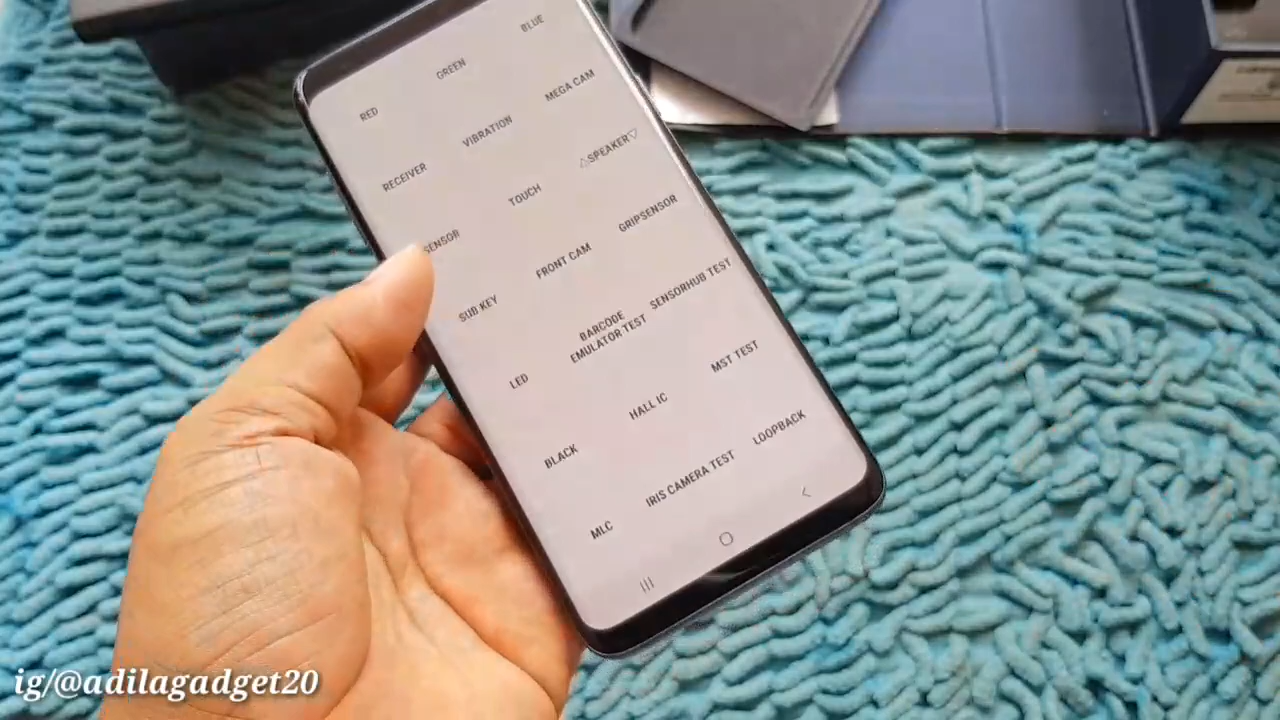 RED
GREEN
BLUE
RECEIVER
VIBRATION
MEGA CAM
SENSOR
TOUCH
△SPEAKER▽
SUB KEY
FRONT CAM
GRIPSENSOR
LED
BARCODE
EMULATOR TEST
SENSORHUB TEST
BLACK
HALL IC
MST TEST
MLC
IRIS CAMERA TEST
LOOPBACK
ig/@adilagadget20